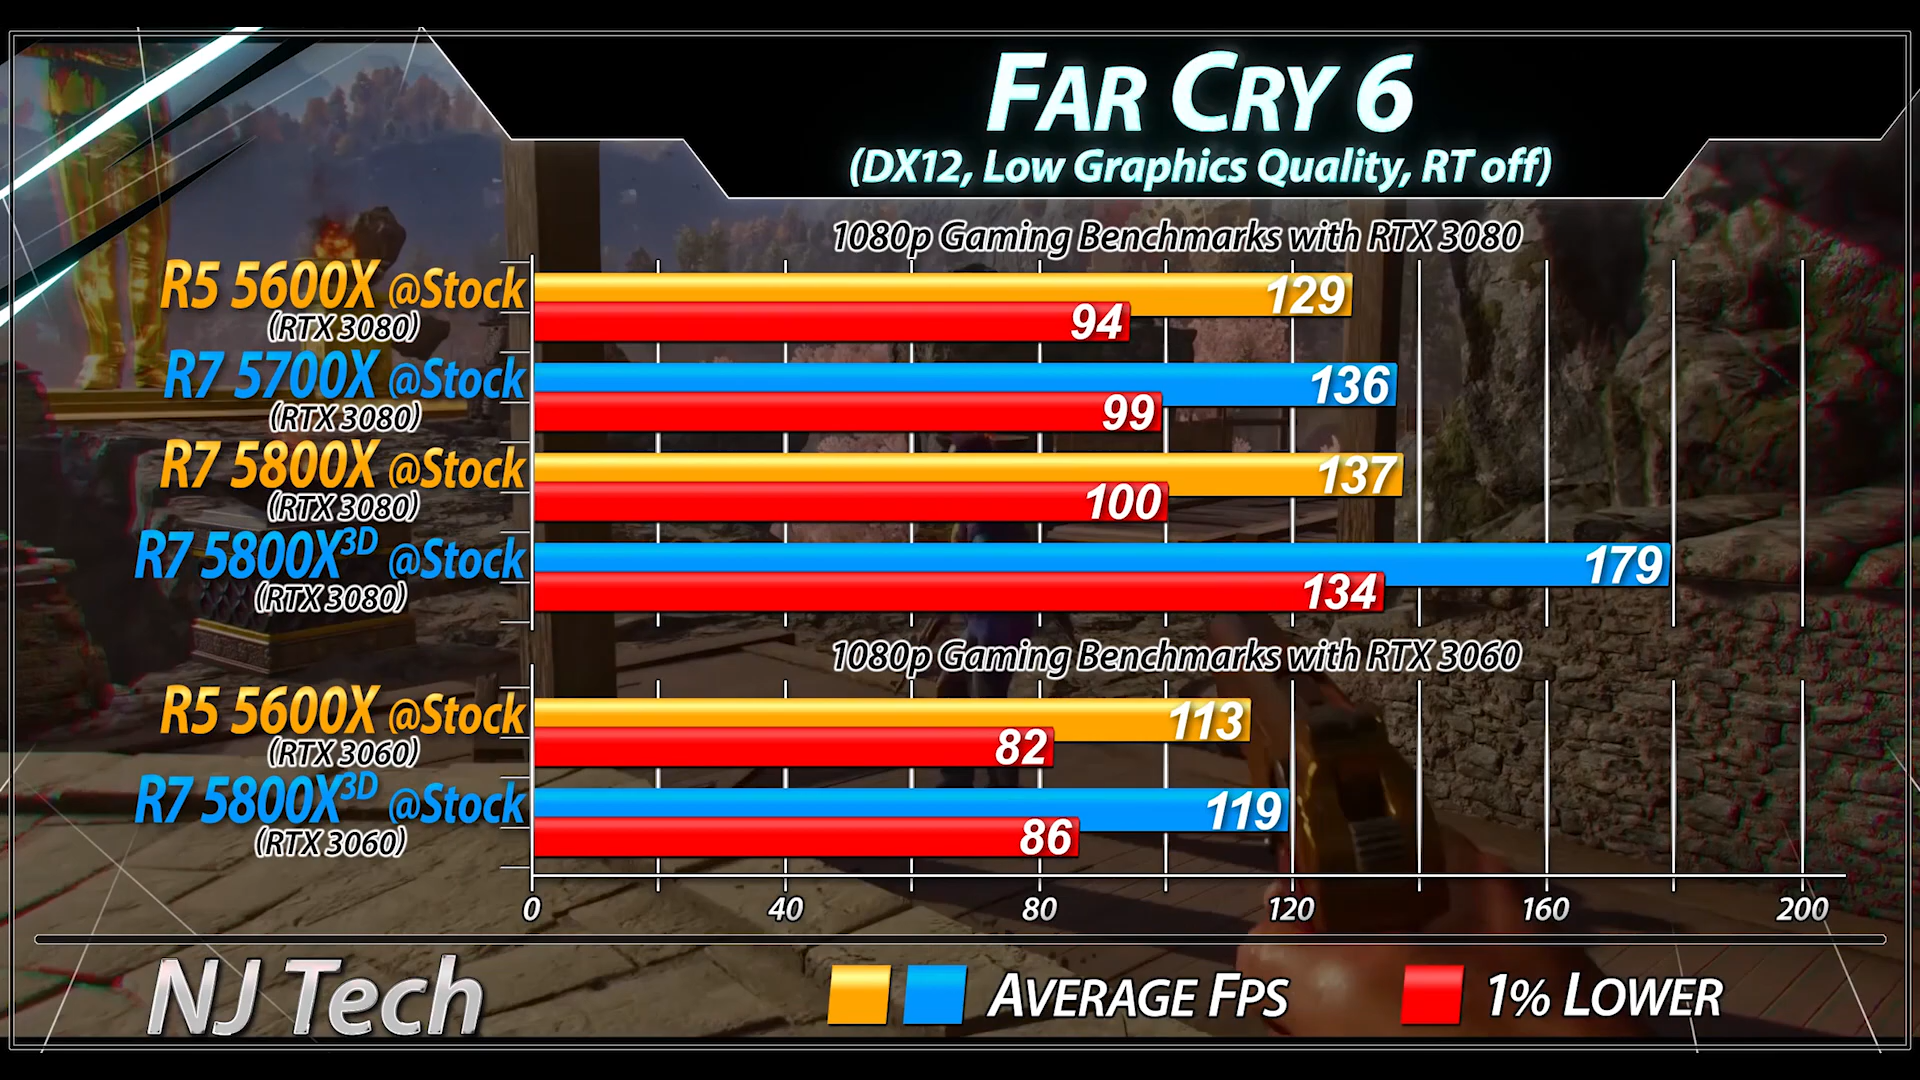 FAR CRY 6
(DX12, Low Graphics Quality, RT off)
1080p Gaming Benchmarks with RTX 3080
R5 5600X @Stock
129
(RTX 3080)
94
R7 5700X @Stock
136
(RTX 3080)
99
R7 5800X @Stock
137
(RTX 3080)
100
R7 5800X3D @Stock
179
(RTX 3080)
134
1080p Gaming Benchmarks with RTX 3060
R5 5600X @Stock
113
(RTX 3060)
82
R7 5800X3D @Stock
119
(RTX 3060)
86
0 40 80 120 160 200
NJ Tech
AVERAGE FPS
1% LOWER